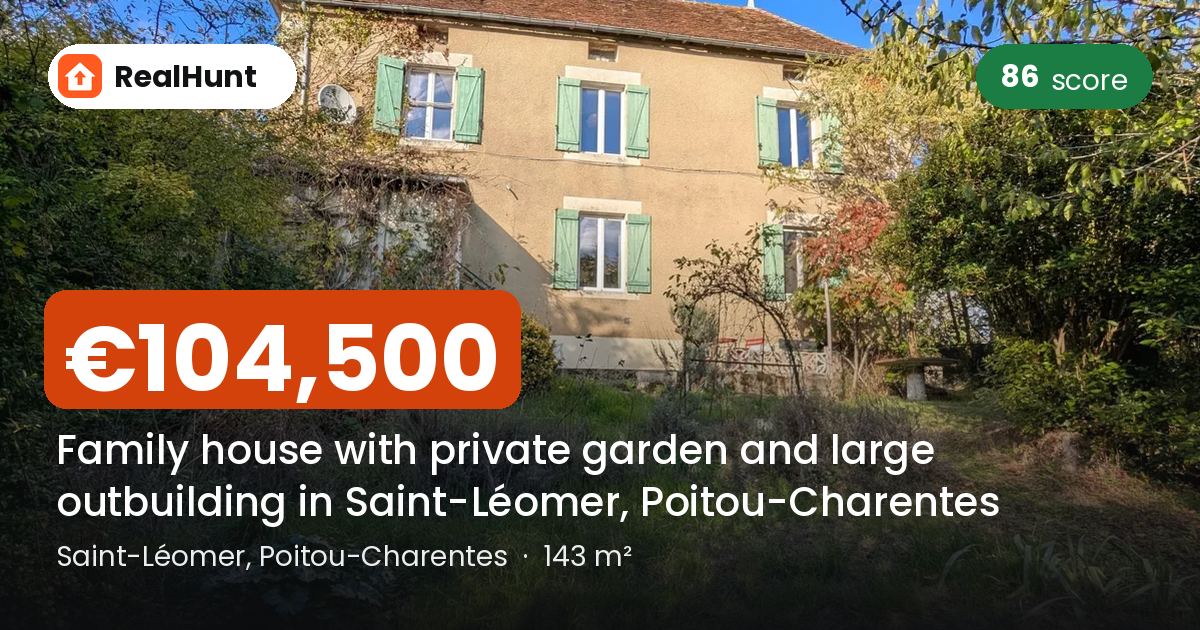 RealHunt
86 score
€104,500
Family house with private garden and large
outbuilding in Saint-Léomer, Poitou-Charentes
Saint-Léomer, Poitou-Charentes · 143 m²